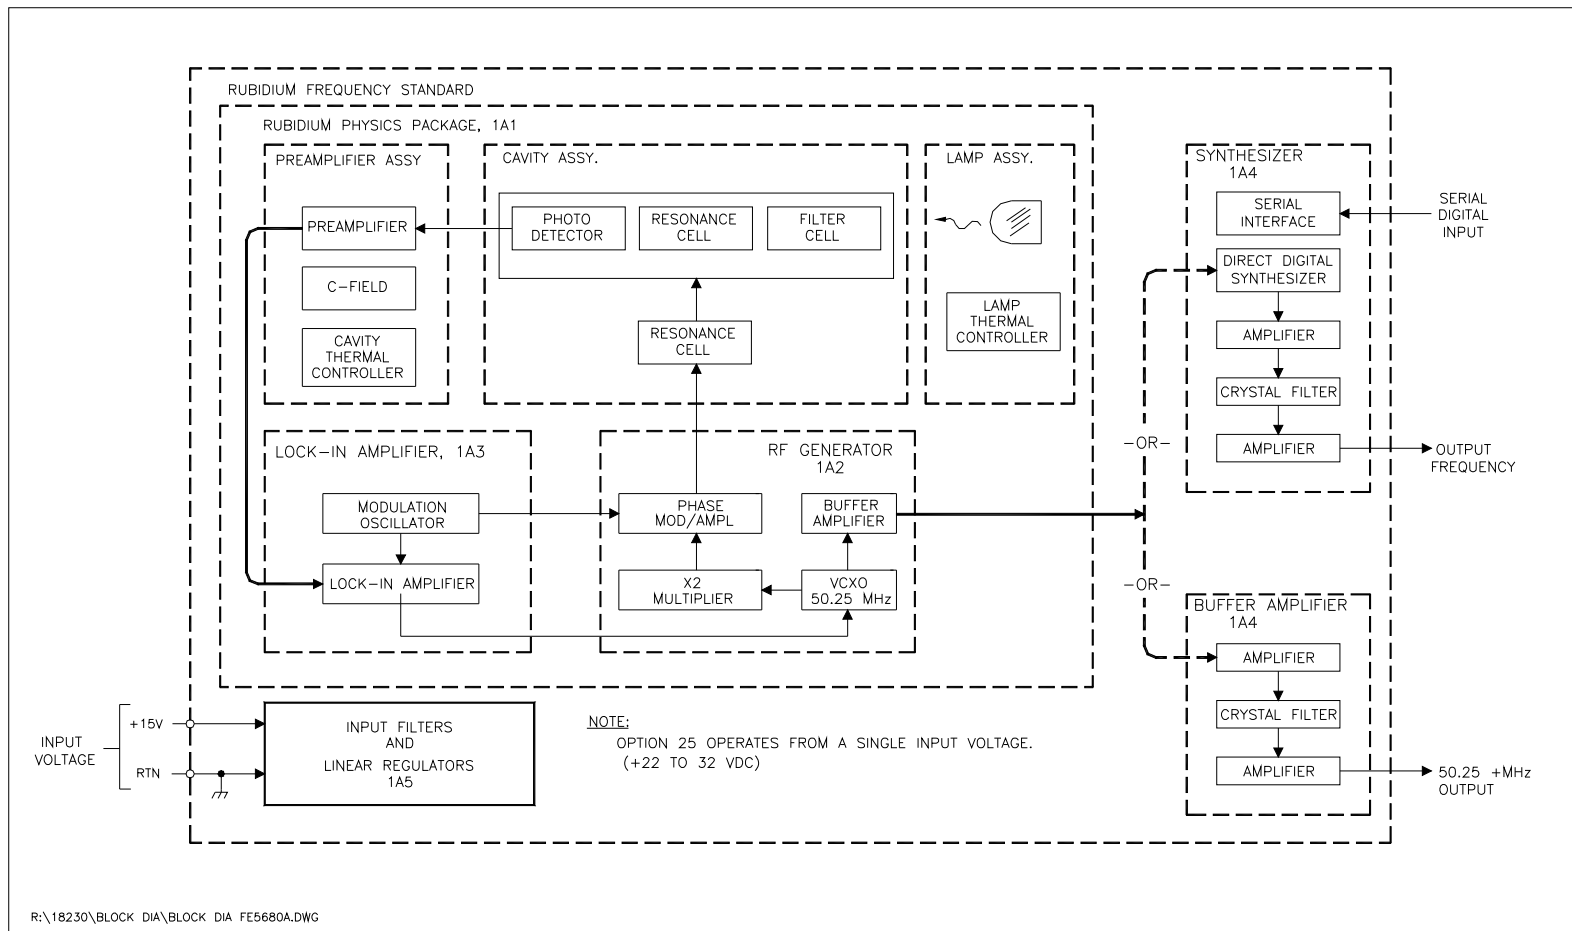 RUBIDIUM FREQUENCY STANDARD
RUBIDIUM PHYSICS PACKAGE, 1A1
PREAMPLIFIER ASSY
PREAMPLIFIER
C-FIELD
CAVITY
THERMAL
CONTROLLER
CAVITY ASSY.
PHOTO
DETECTOR
RESONANCE
CELL
FILTER
CELL
RESONANCE
CELL
LAMP ASSY.
LAMP
THERMAL
CONTROLLER
LOCK-IN AMPLIFIER, 1A3
MODULATION
OSCILLATOR
LOCK-IN AMPLIFIER
RF GENERATOR
1A2
PHASE
MOD/AMPL
BUFFER
AMPLIFIER
X2
MULTIPLIER
VCXO
50.25 MHz
-OR-
-OR-
SYNTHESIZER
1A4
SERIAL
INTERFACE
DIRECT DIGITAL
SYNTHESIZER
AMPLIFIER
CRYSTAL FILTER
AMPLIFIER
SERIAL
DIGITAL
INPUT
OUTPUT
FREQUENCY
BUFFER AMPLIFIER
1A4
AMPLIFIER
CRYSTAL FILTER
AMPLIFIER
50.25 +MHz
OUTPUT
INPUT
VOLTAGE
+15V
RTN
INPUT FILTERS
AND
LINEAR REGULATORS
1A5
NOTE:
OPTION 25 OPERATES FROM A SINGLE INPUT VOLTAGE.
(+22 TO 32 VDC)
R:\18230\BLOCK DIA\BLOCK DIA FE5680A.DWG